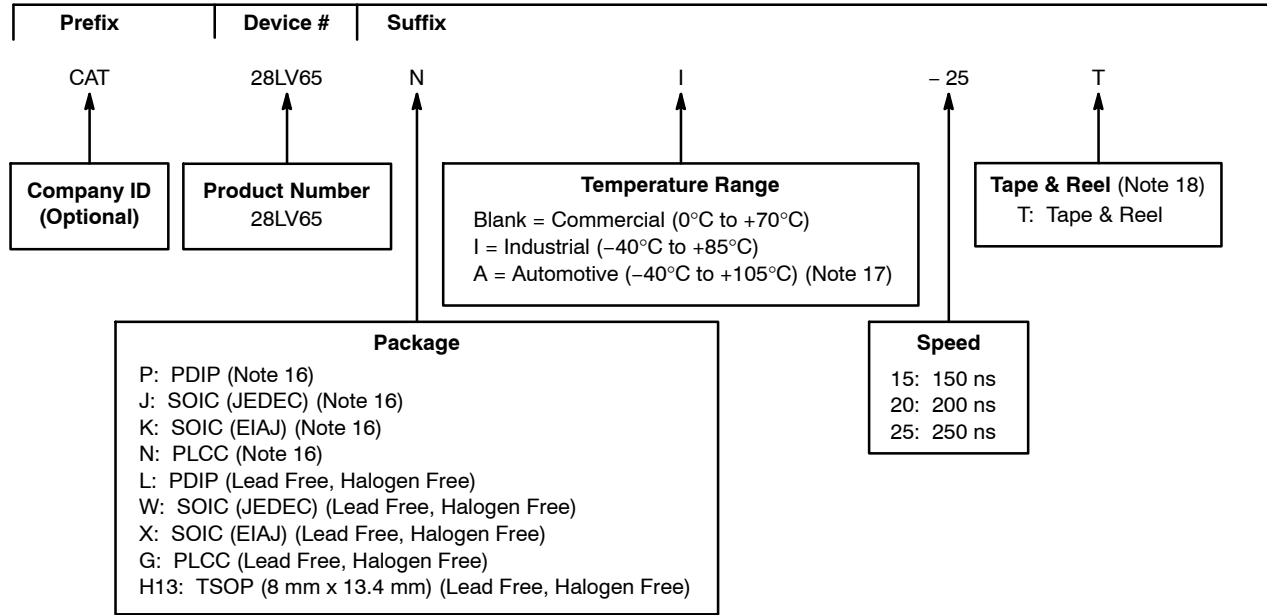 Prefix Device # Suffix
CAT 28LV65 N I – 25 T
Company ID
(Optional)
Product Number
28LV65
Temperature Range
Blank = Commercial (0°C to +70°C)
I = Industrial (−40°C to +85°C)
A = Automotive (−40°C to +105°C) (Note 17)
Tape & Reel (Note 18)
T: Tape & Reel
Package
P: PDIP (Note 16)
J: SOIC (JEDEC) (Note 16)
K: SOIC (EIAJ) (Note 16)
N: PLCC (Note 16)
L: PDIP (Lead Free, Halogen Free)
W: SOIC (JEDEC) (Lead Free, Halogen Free)
X: SOIC (EIAJ) (Lead Free, Halogen Free)
G: PLCC (Lead Free, Halogen Free)
H13: TSOP (8 mm x 13.4 mm) (Lead Free, Halogen Free)
Speed
15: 150 ns
20: 200 ns
25: 250 ns